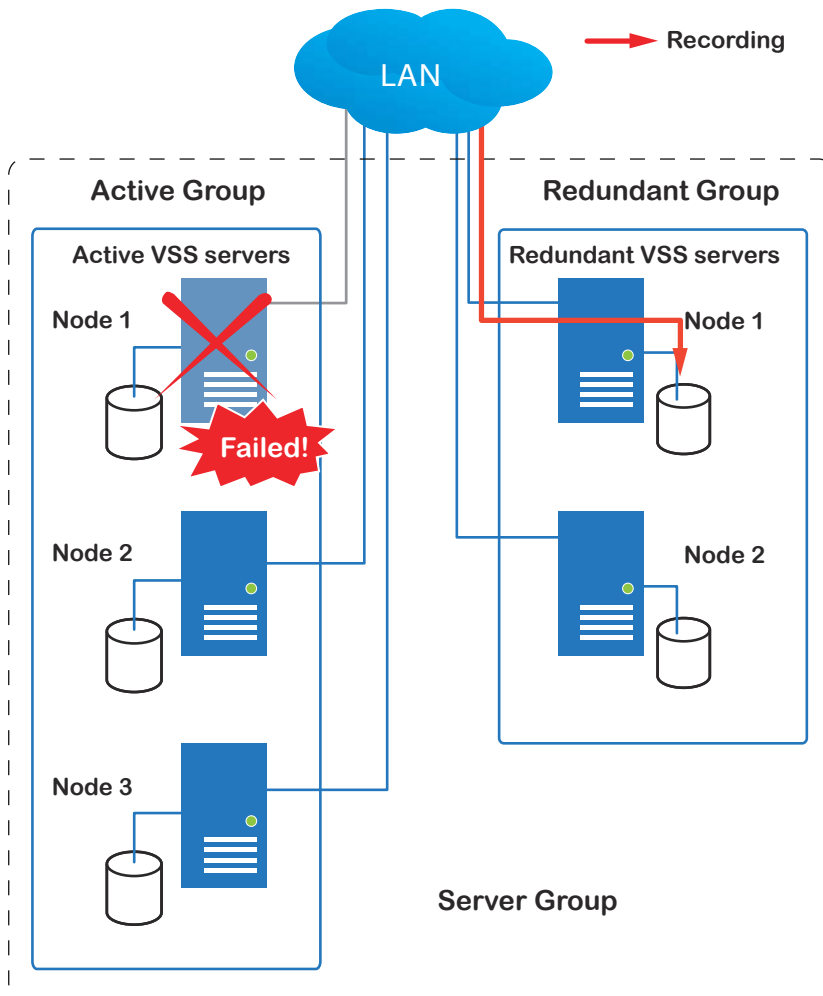 LAN
Recording
Active Group
Redundant Group
Active VSS servers
Redundant VSS servers
Node 1
Node 1
Failed!
Node 2
Node 2
Node 3
Server Group